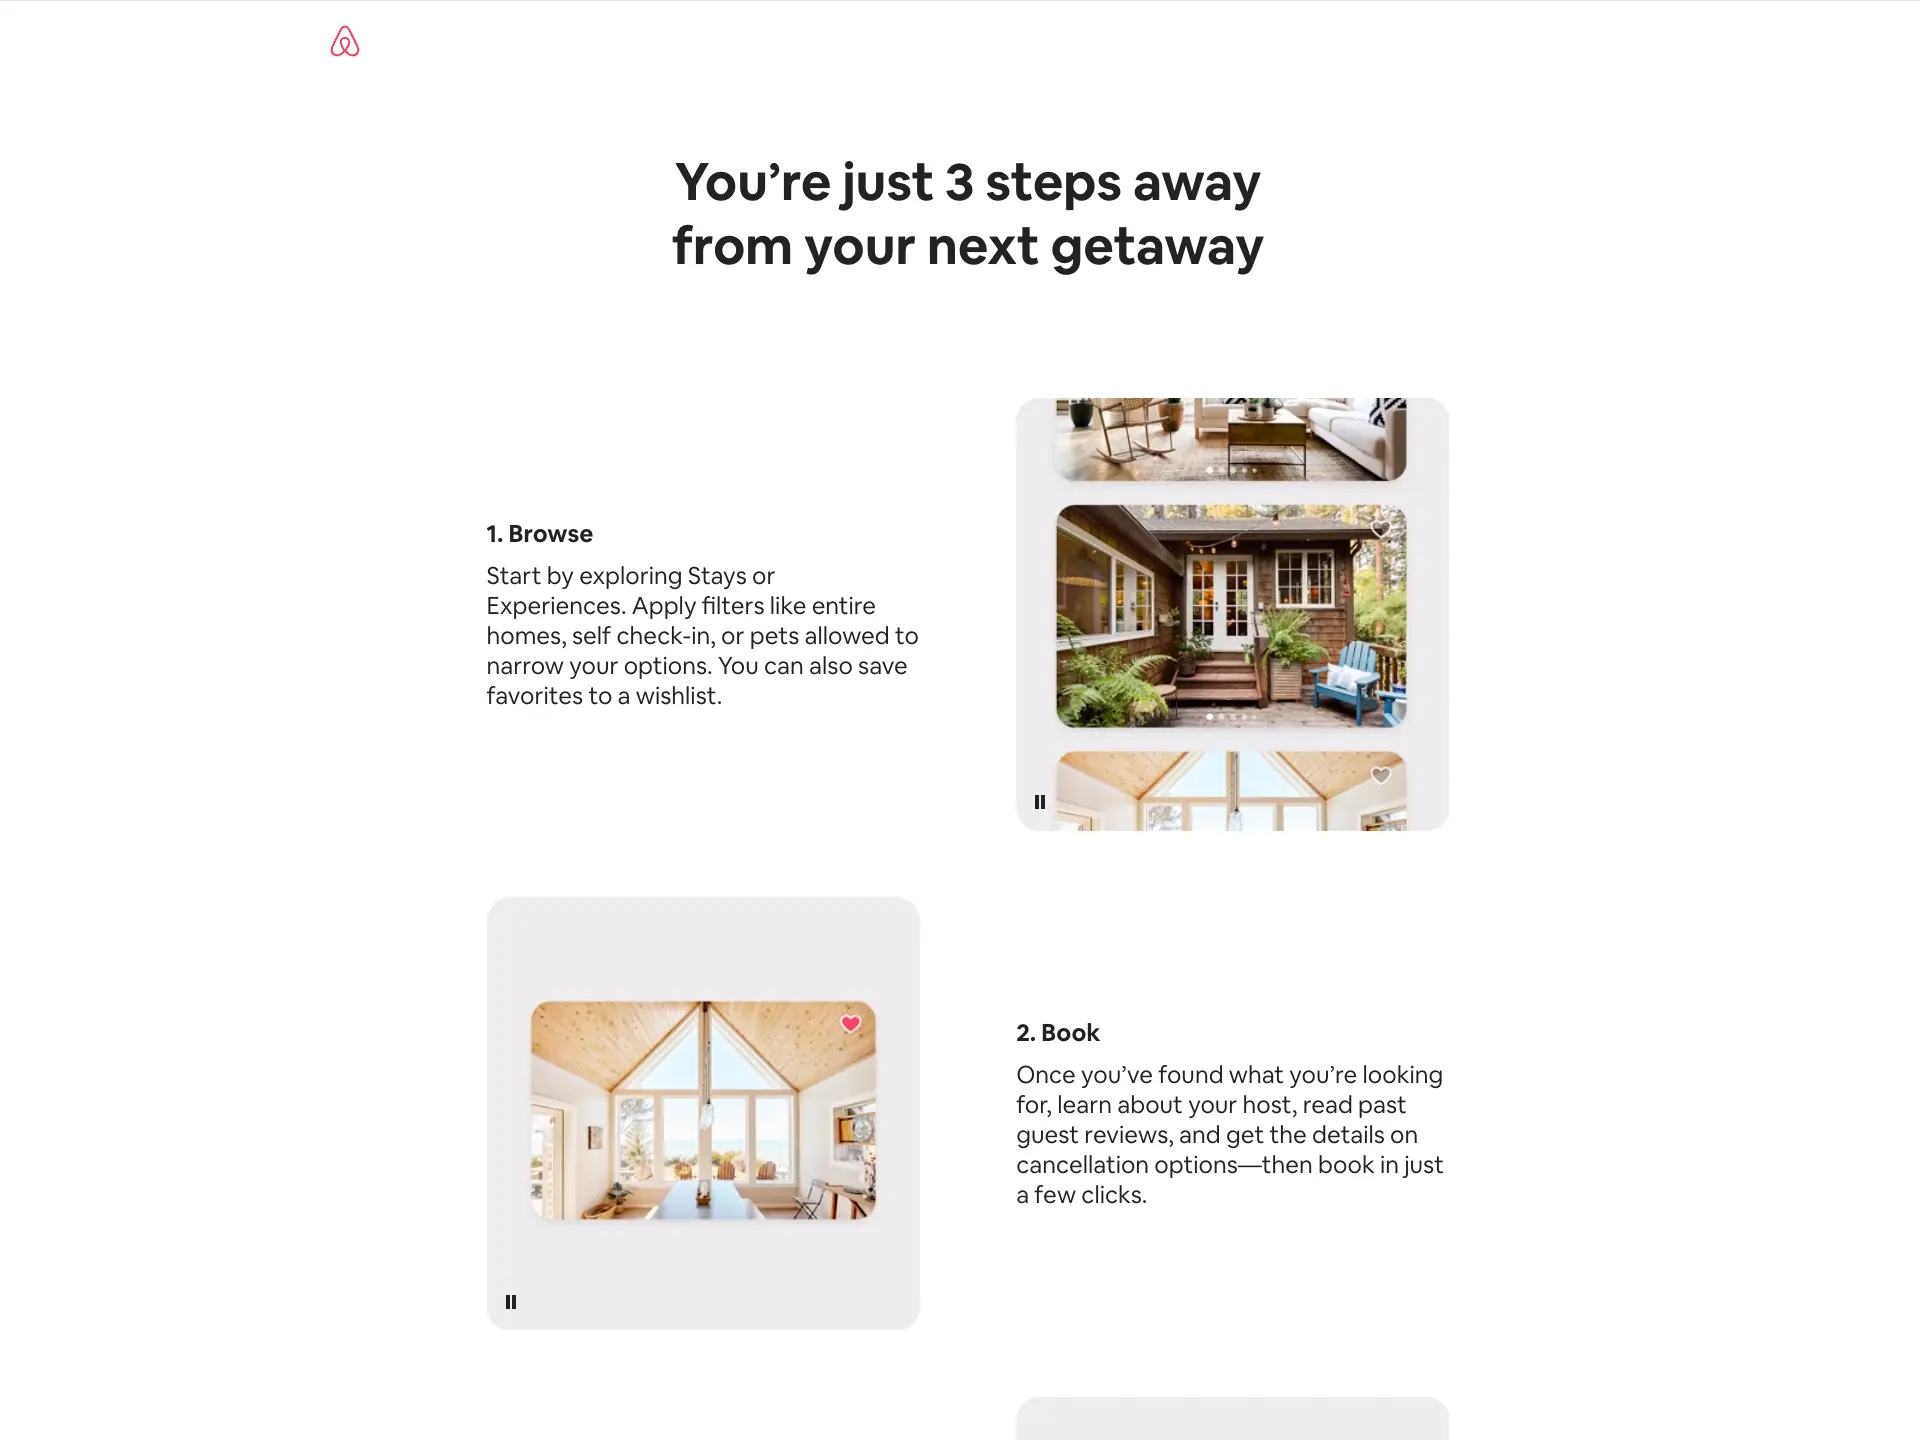 You’re just 3 steps away
from your next getaway
1. Browse
Start by exploring Stays or
Experiences. Apply filters like entire
homes, self check-in, or pets allowed to
narrow your options. You can also save
favorites to a wishlist.
2. Book
Once you’ve found what you’re looking
for, learn about your host, read past
guest reviews, and get the details on
cancellation options—then book in just
a few clicks.